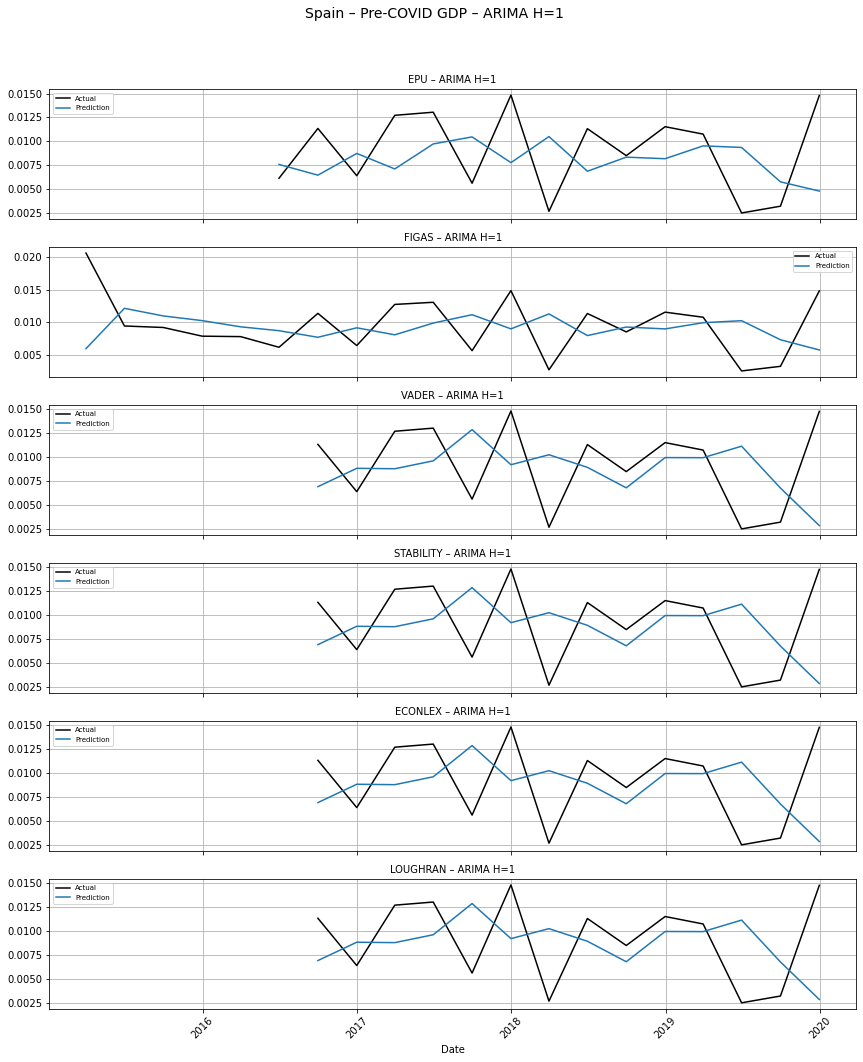 Spain – Pre-COVID GDP – ARIMA H=1
EPU – ARIMA H=1
0.0150
0.0125
0.0100
0.0075
0.0050
0.0025
Actual
Prediction
FIGAS – ARIMA H=1
0.020
0.015
0.010
0.005
Actual
Prediction
VADER – ARIMA H=1
0.0150
0.0125
0.0100
0.0075
0.0050
0.0025
Actual
Prediction
STABILITY – ARIMA H=1
0.0150
0.0125
0.0100
0.0075
0.0050
0.0025
Actual
Prediction
ECONLEX – ARIMA H=1
0.0150
0.0125
0.0100
0.0075
0.0050
0.0025
Actual
Prediction
LOUGHRAN – ARIMA H=1
0.0150
0.0125
0.0100
0.0075
0.0050
0.0025
Actual
Prediction
2016
2017
2018
2019
2020
Date